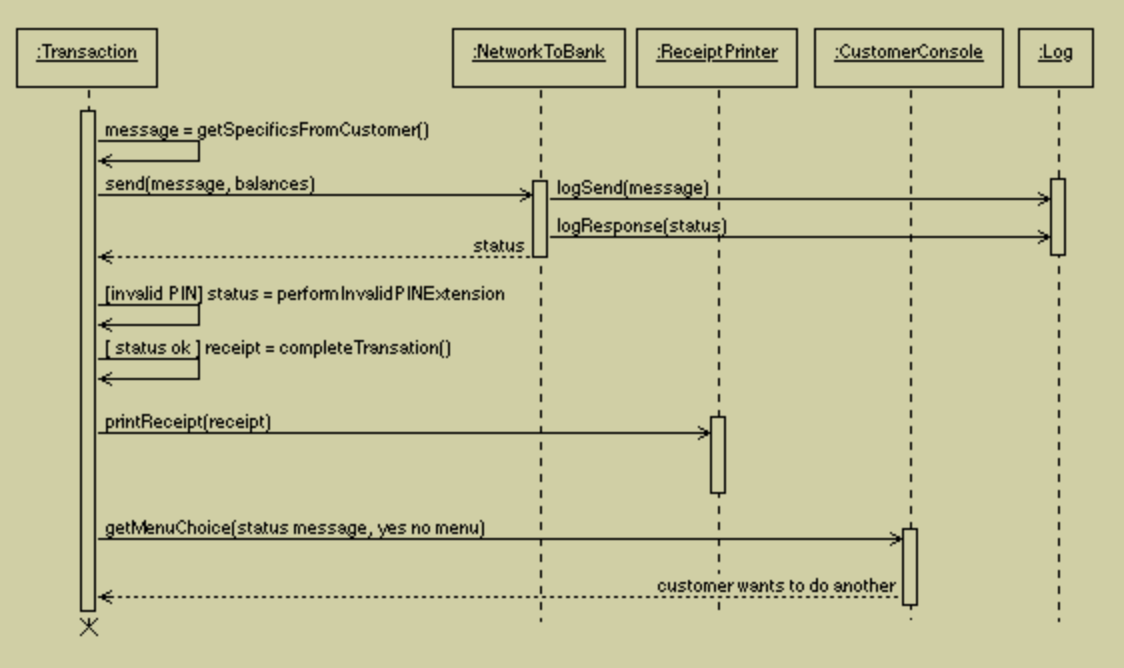 :Transaction
:NetworkToBank
:ReceiptPrinter
:CustomerConsole
:Log
message = getSpecificsFromCustomer()
send(message, balances)
logSend(message)
logResponse(status)
status
[invalid PIN] status = performInvalidPINExtension
[ status ok ] receipt = completeTransation()
printReceipt(receipt)
getMenuChoice(status message, yes no menu)
customer wants to do another